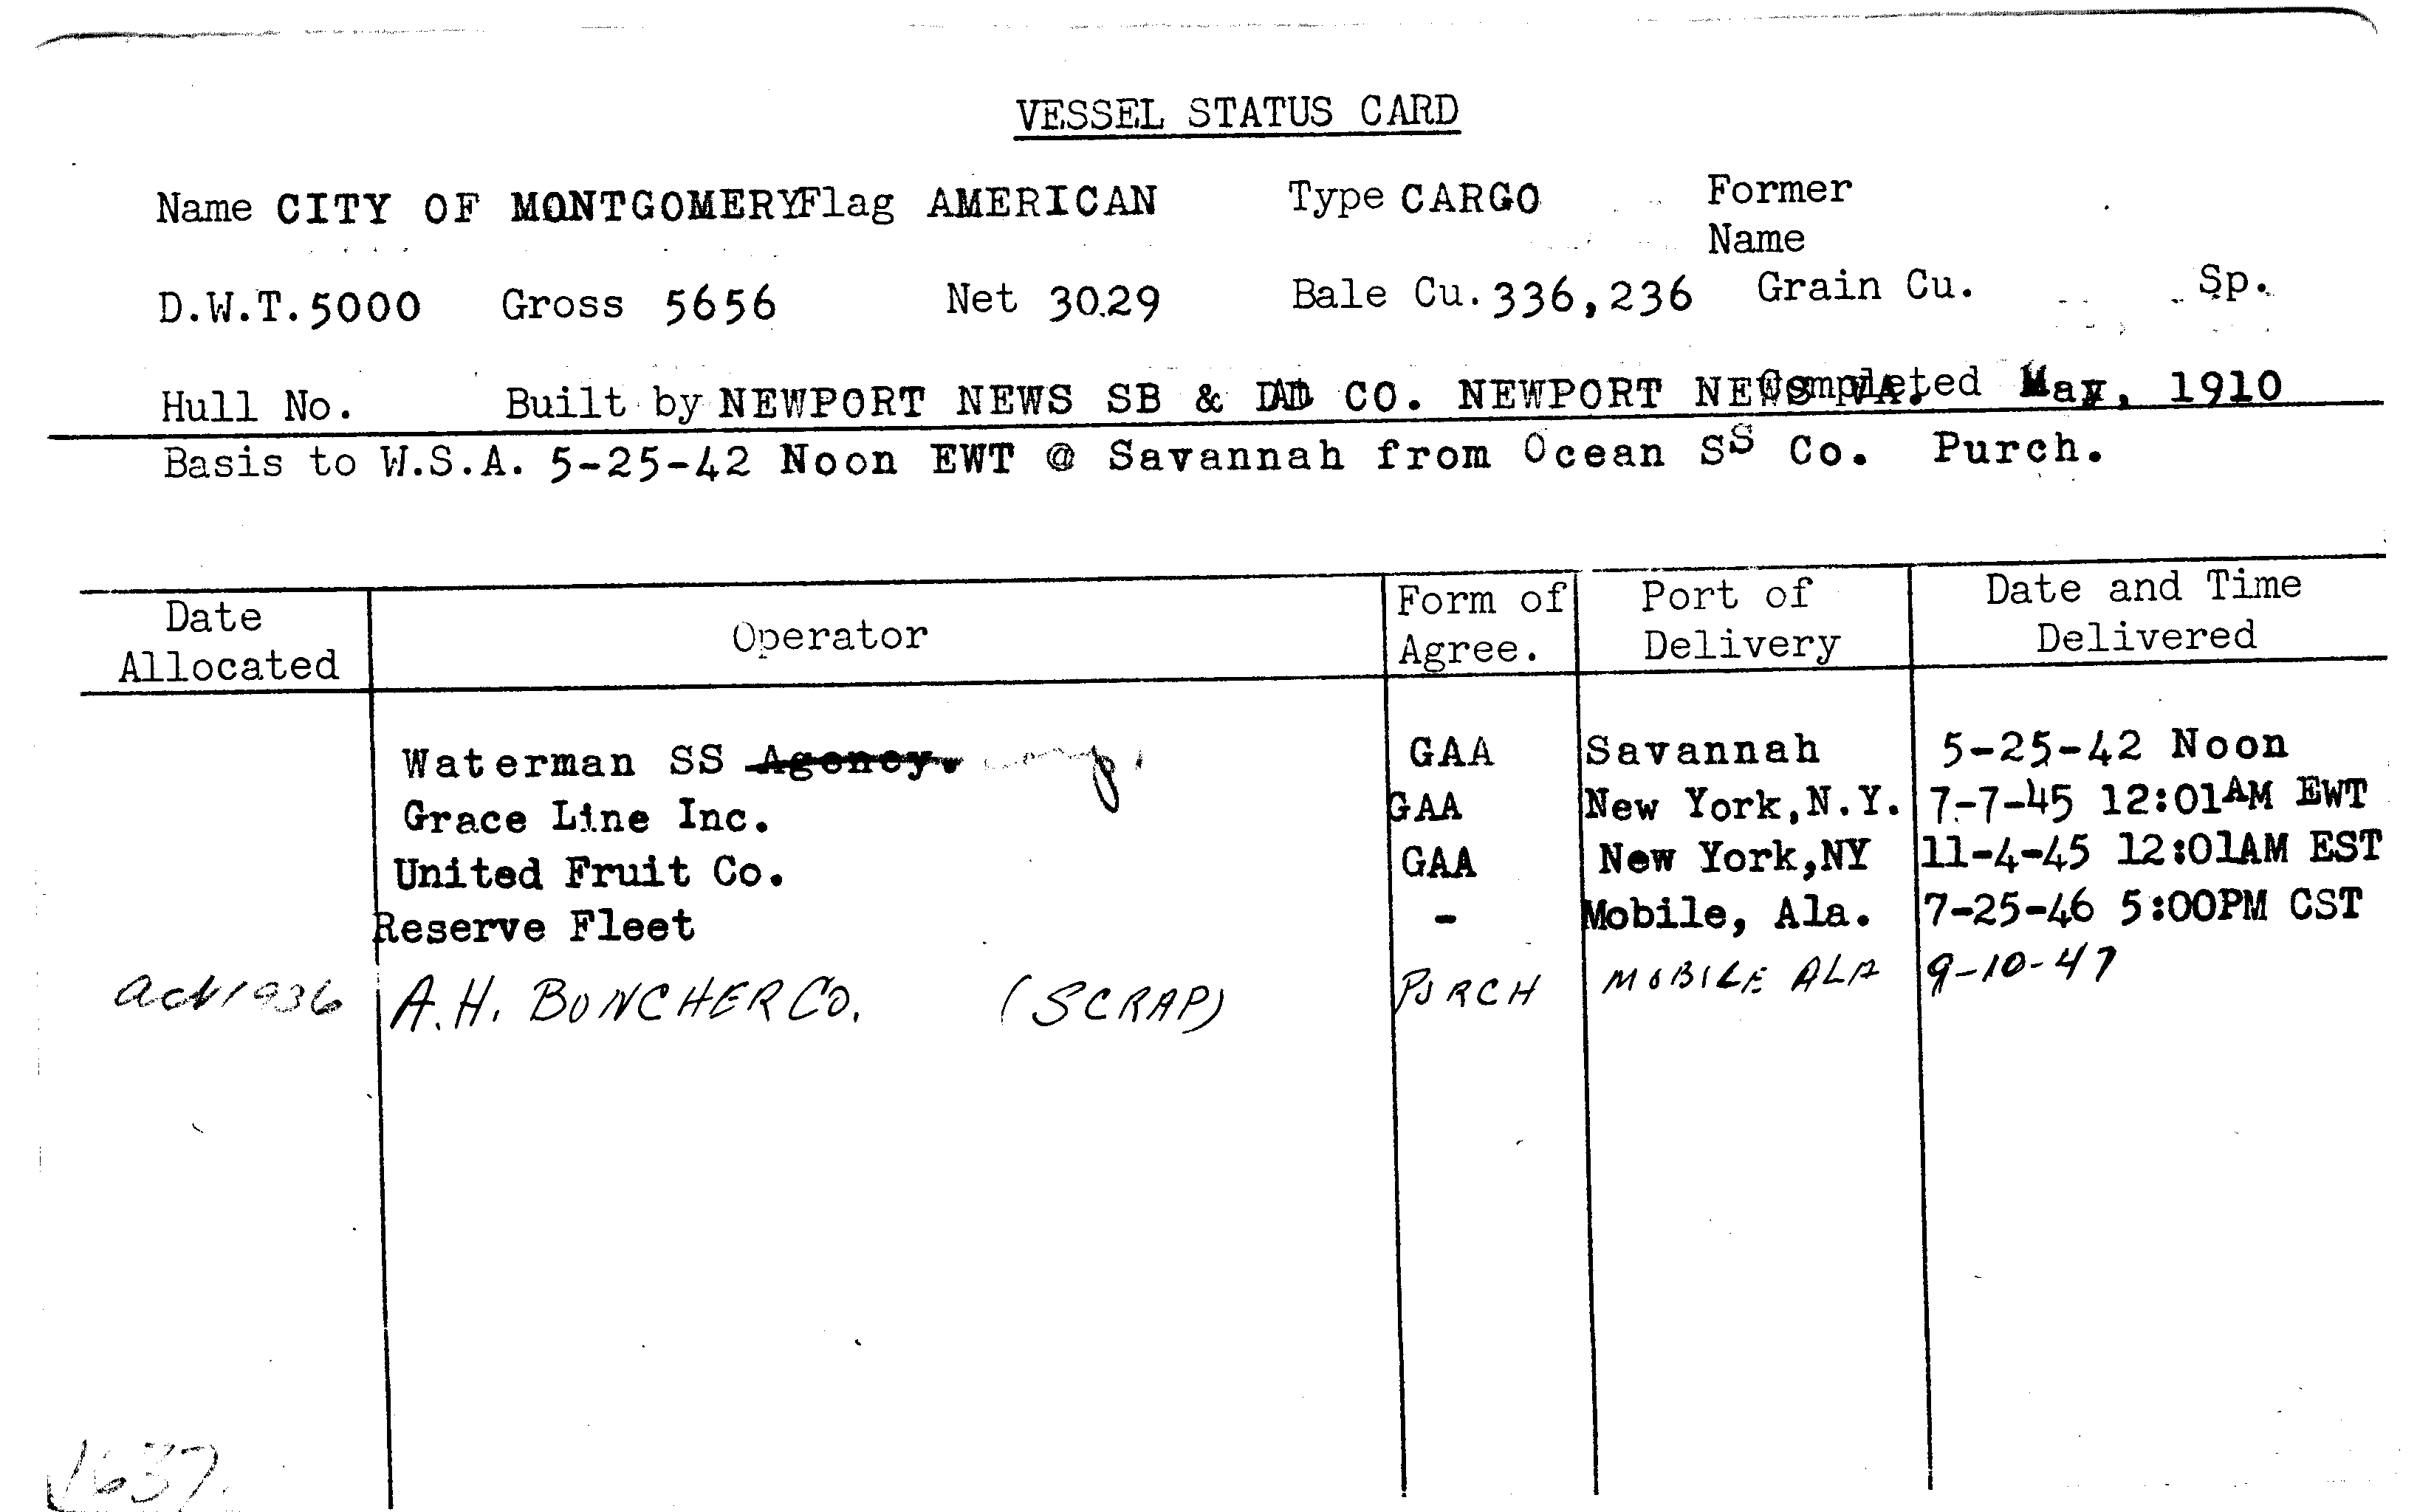 VESSEL STATUS CARD
Name CITY OF MONTGOMERY Flag AMERICAN Type CARGO Former Name
D.W.T. 5000 Gross 5656 Net 3029 Bale Cu. 336,236 Grain Cu. Sp.
Hull No. Built by NEWPORT NEWS SB & DD CO. NEWPORT NEWS VA. Completed May, 1910
Basis to W.S.A. 5-25-42 Noon EWT @ Savannah from Ocean SS Co. Purch.
Date Allocated Operator Form of Agree. Port of Delivery Date and Time Delivered
Waterman SS Agency. GAA Savannah 5-25-42 Noon
Grace Line Inc. GAA New York,N.Y. 7-7-45 12:01AM EWT
United Fruit Co. GAA New York,NY 11-4-45 12:01AM EST
Reserve Fleet - Mobile, Ala. 7-25-46 5:00PM CST
Act 1936 A.H. BONCHER CO. (SCRAP) PURCH MOBILE ALA 9-10-47
1637